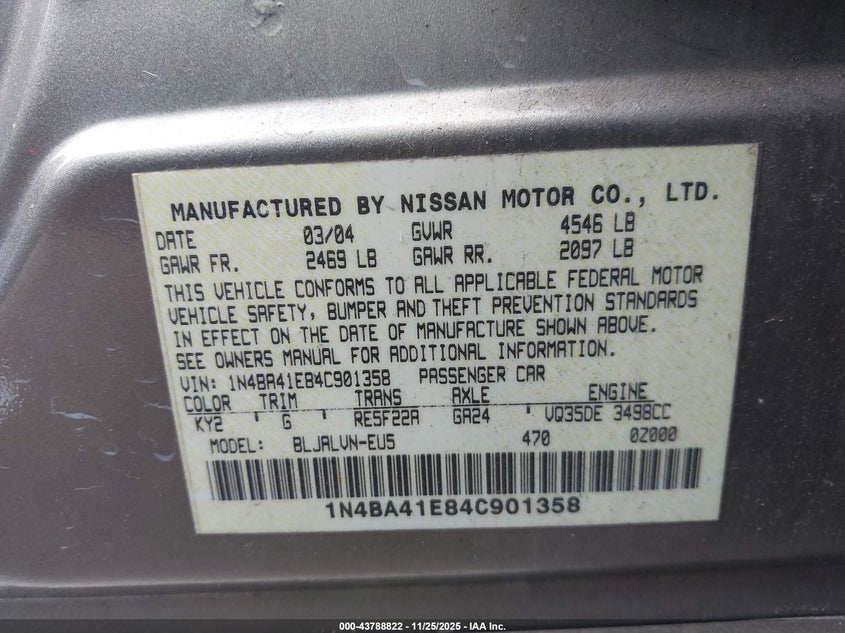 MANUFACTURED BY NISSAN MOTOR CO., LTD.
DATE 03/04 GVWR 4546 LB
GAWR FR. 2469 LB GAWR RR. 2097 LB
THIS VEHICLE CONFORMS TO ALL APPLICABLE FEDERAL MOTOR
VEHICLE SAFETY, BUMPER AND THEFT PREVENTION STANDARDS
IN EFFECT ON THE DATE OF MANUFACTURE SHOWN ABOVE.
SEE OWNERS MANUAL FOR ADDITIONAL INFORMATION.
VIN: 1N4BA41E84C901358 PASSENGER CAR
COLOR TRIM TRANS AXLE ENGINE
KY2 ' G ' RE5F22A GA24 ' VQ35DE 3498CC
MODEL: BLJALVN-EU5 470 0Z000
1N4BA41E84C901358
000-43788822 - 11/25/2025 - IAA Inc.